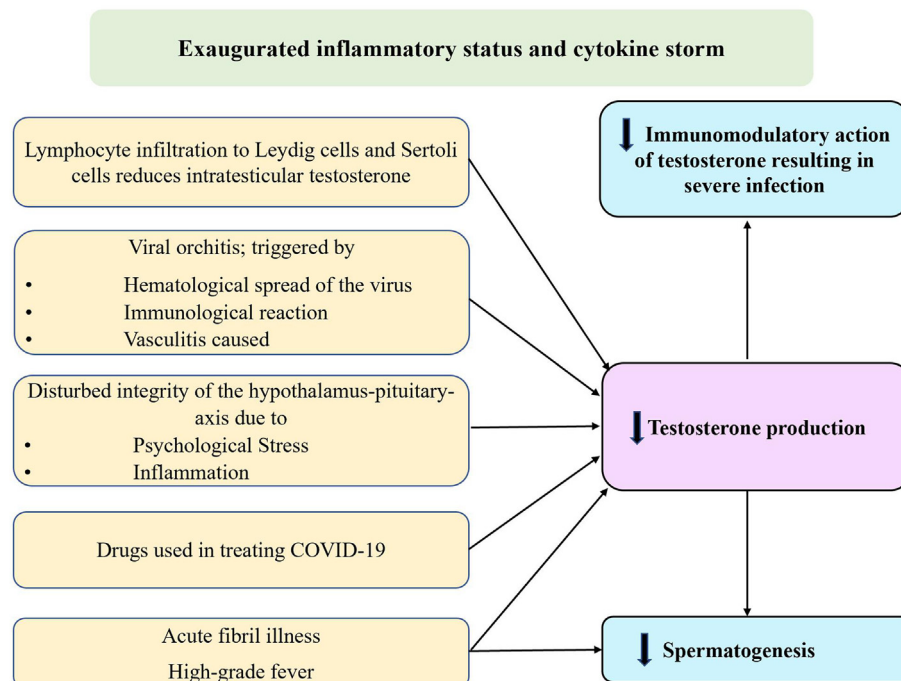 Exaugurated inflammatory status and cytokine storm
Lymphocyte infiltration to Leydig cells and Sertoli
cells reduces intratesticular testosterone
Viral orchitis; triggered by
• Hematological spread of the virus
• Immunological reaction
• Vasculitis caused
Disturbed integrity of the hypothalamus-pituitary-
axis due to
• Psychological Stress
• Inflammation
Drugs used in treating COVID-19
Acute fibril illness
High-grade fever
Immunomodulatory action
of testosterone resulting in
severe infection
Testosterone production
Spermatogenesis